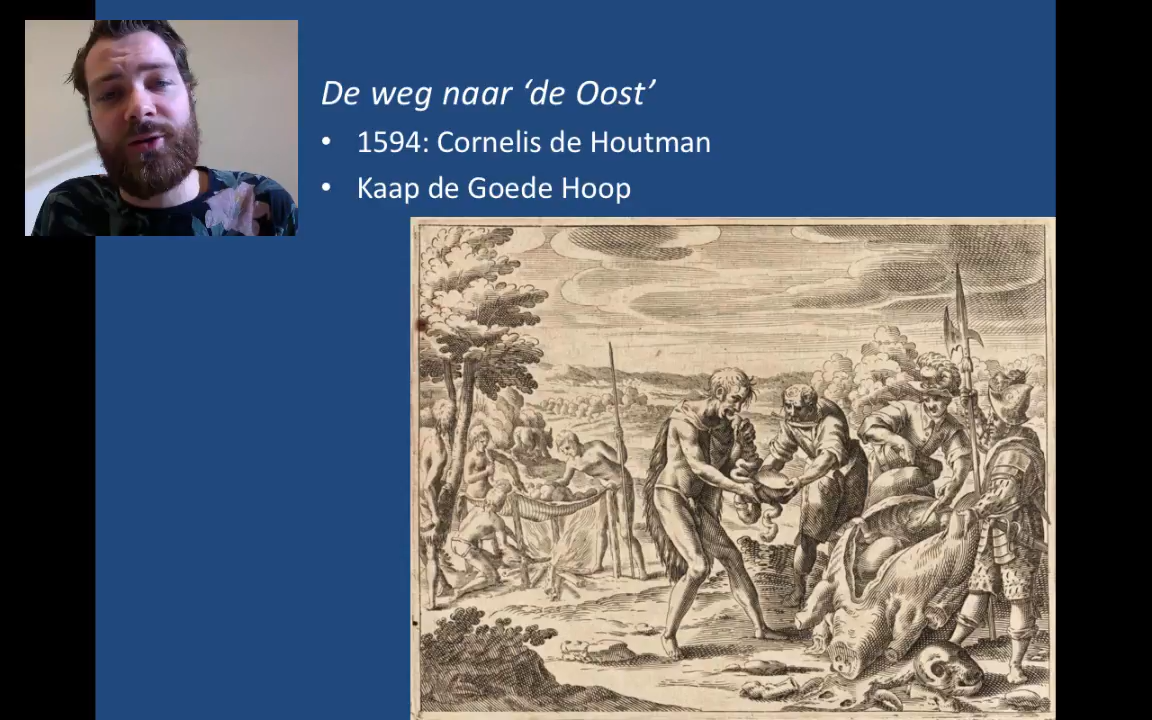 De weg naar ‘de Oost’
• 1594: Cornelis de Houtman
• Kaap de Goede Hoop